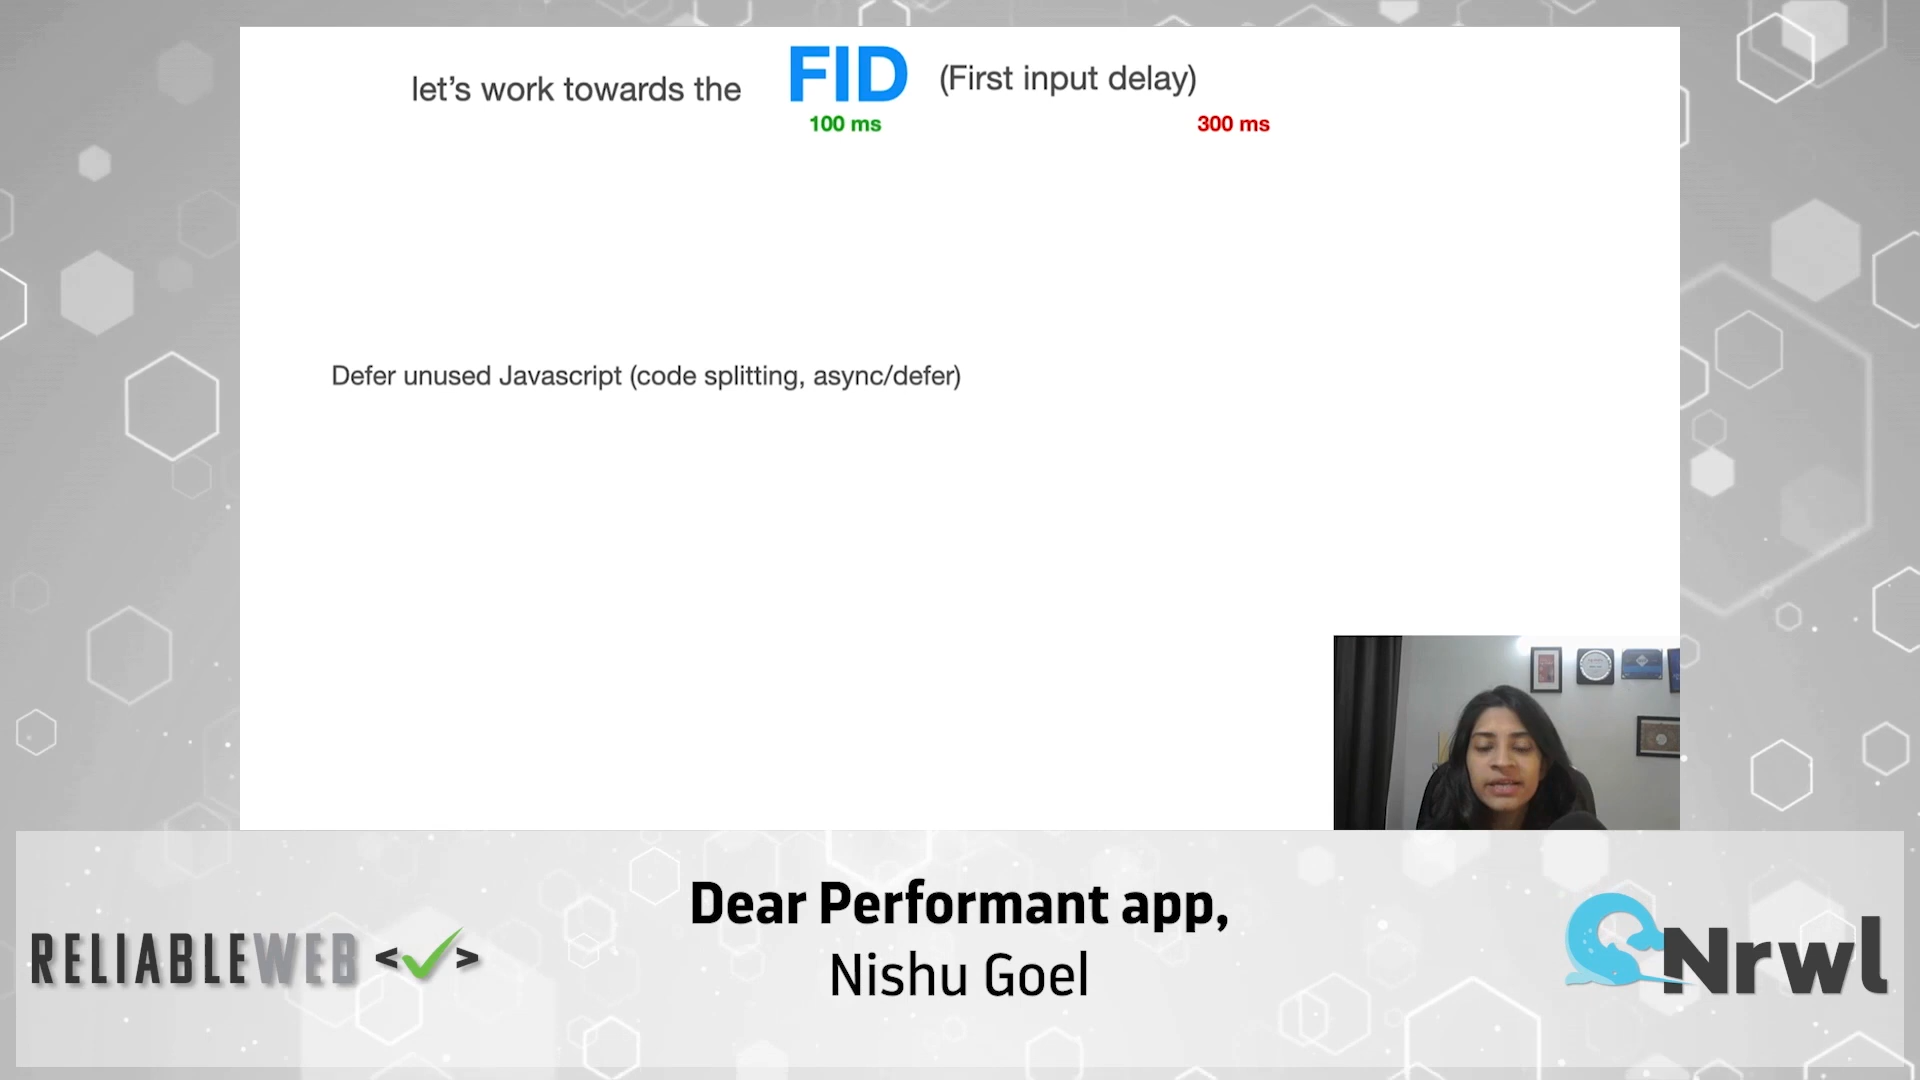 let's work towards the FID (First input delay)
100 ms 300 ms
Defer unused Javascript (code splitting, async/defer)
Dear Performant app,
Nishu Goel
RELIABLEWEB <✓>
Nrwl